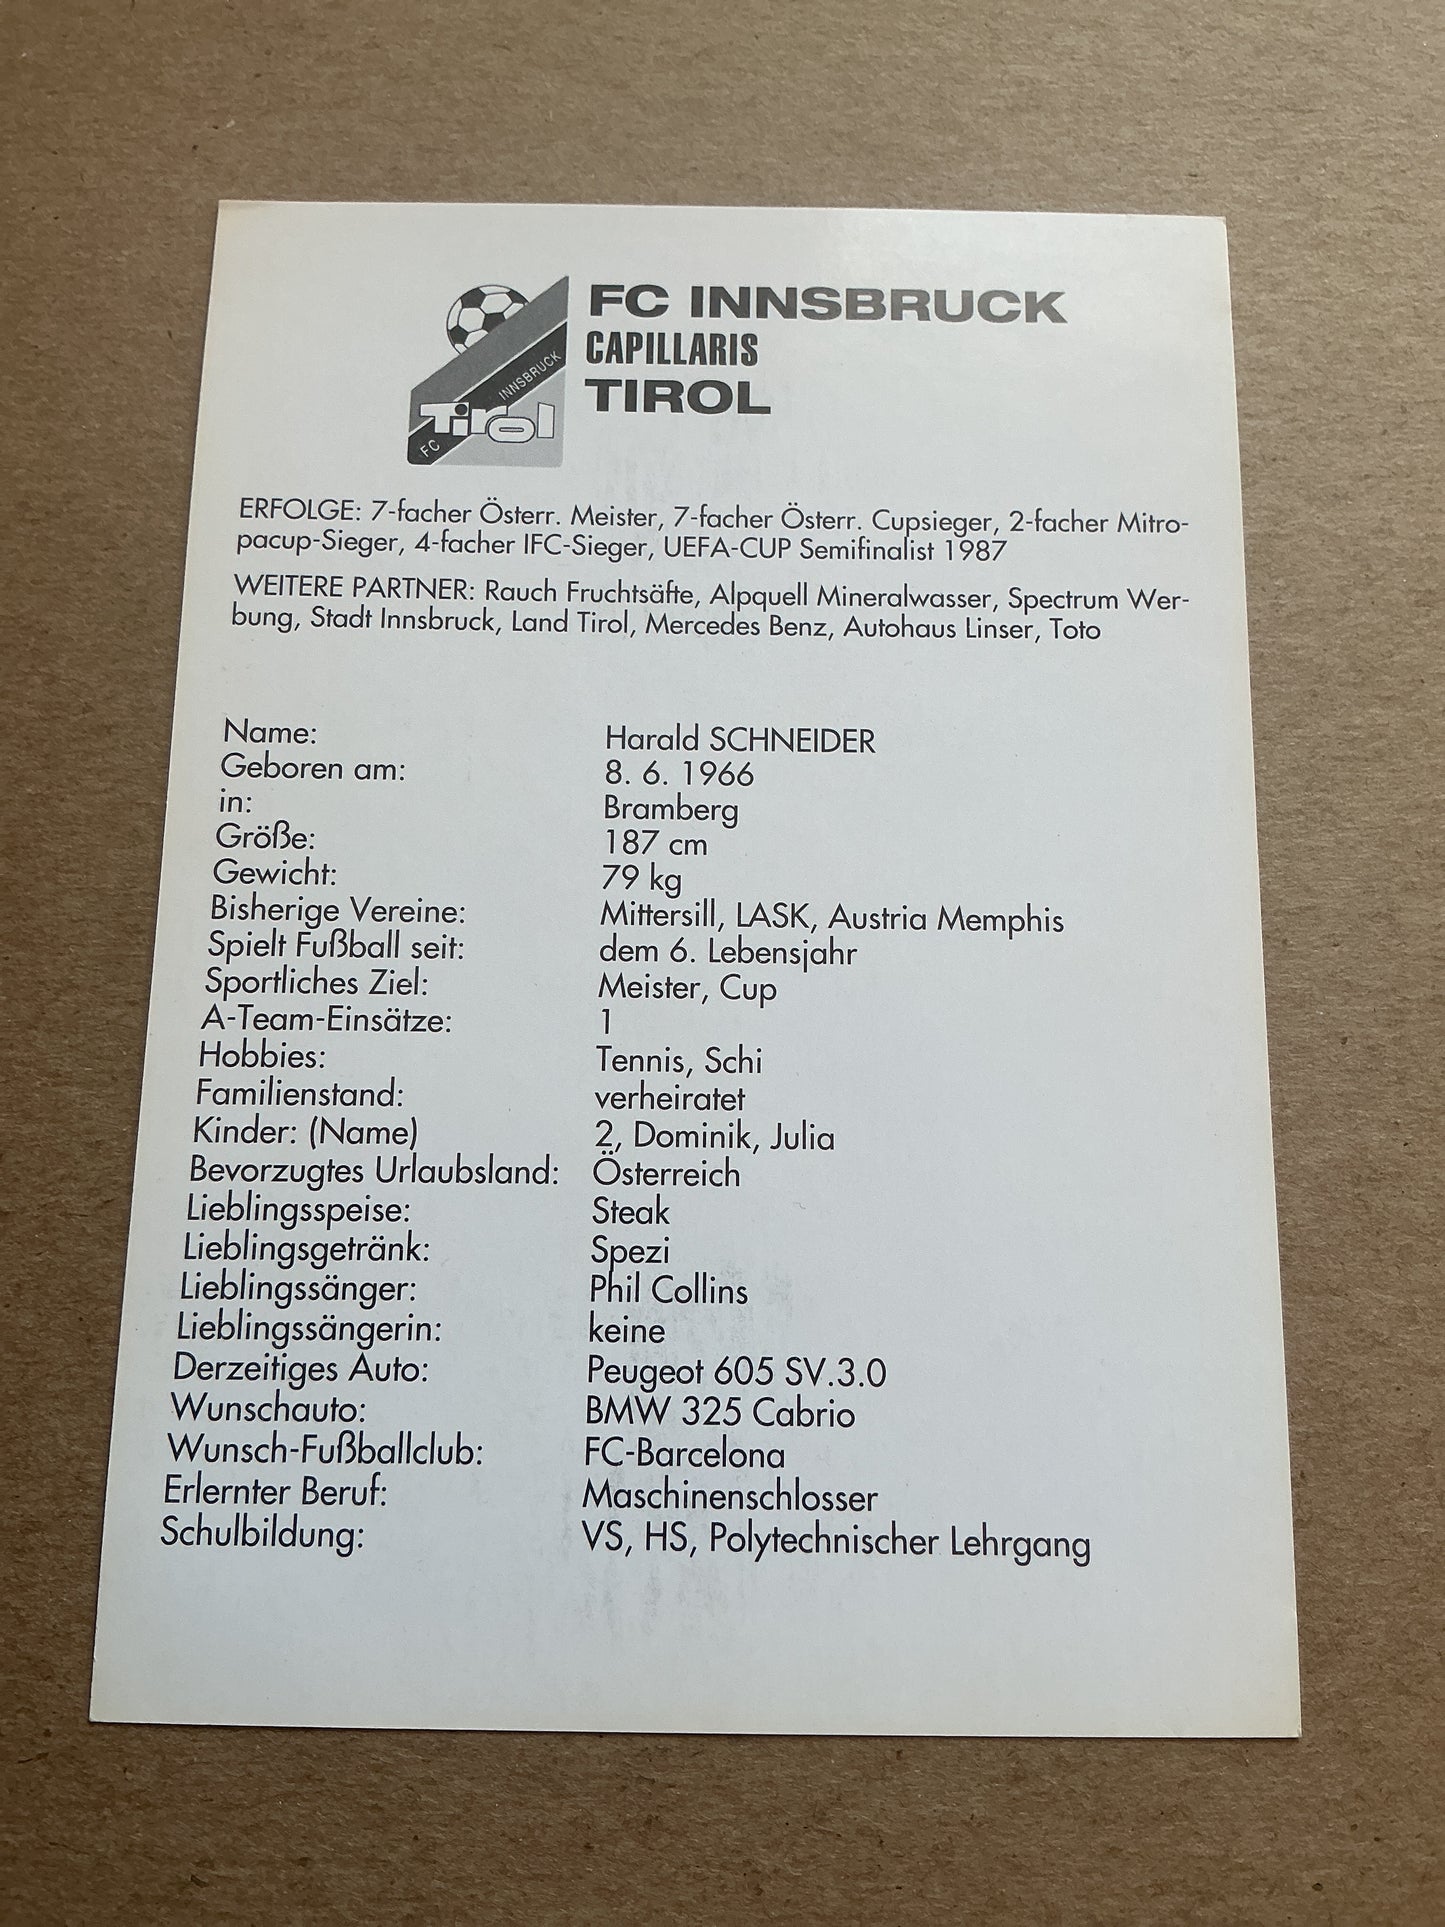 FC INNSBRUCK
CAPILLARIS
TIROL
INNSBRUCK
Tirol
FC
ERFOLGE: 7-facher Österr. Meister, 7-facher Österr. Cupsieger, 2-facher Mitro-
pacup-Sieger, 4-facher IFC-Sieger, UEFA-CUP Semifinalist 1987
WEITERE PARTNER: Rauch Fruchtsäfte, Alpquell Mineralwasser, Spectrum Wer-
bung, Stadt Innsbruck, Land Tirol, Mercedes Benz, Autohaus Linser, Toto
Name: Harald SCHNEIDER
Geboren am: 8. 6. 1966
in: Bramberg
Größe: 187 cm
Gewicht: 79 kg
Bisherige Vereine: Mittersill, LASK, Austria Memphis
Spielt Fußball seit: dem 6. Lebensjahr
Sportliches Ziel: Meister, Cup
A-Team-Einsätze: 1
Hobbies: Tennis, Schi
Familienstand: verheiratet
Kinder: (Name) 2, Dominik, Julia
Bevorzugtes Urlaubsland: Österreich
Lieblingsspeise: Steak
Lieblingsgetränk: Spezi
Lieblingssänger: Phil Collins
Lieblingssängerin: keine
Derzeitiges Auto: Peugeot 605 SV.3.0
Wunschauto: BMW 325 Cabrio
Wunsch-Fußballclub: FC-Barcelona
Erlernter Beruf: Maschinenschlosser
Schulbildung: VS, HS, Polytechnischer Lehrgang